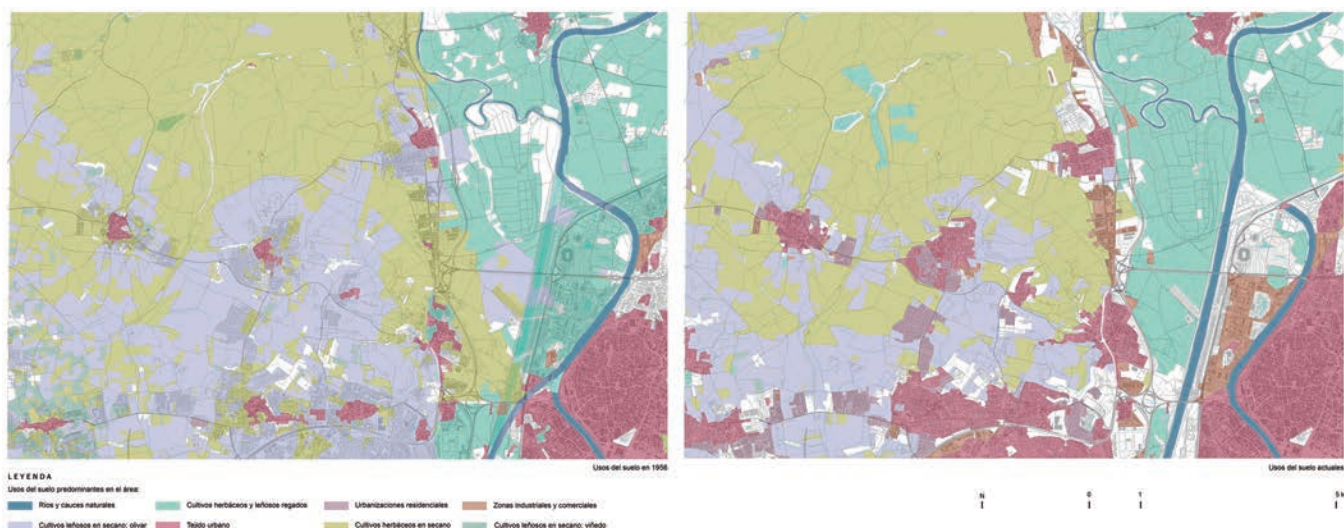 Usos del suelo en 1956
Usos del suelo actuales
LEYENDA
Usos del suelo predominantes en el área:
Ríos y cauces naturales
Cultivos herbáceos y leñosos regados
Urbanizaciones residenciales
Zonas industriales y comerciales
Cultivos leñosos en secano: olivar
Tejido urbano
Cultivos herbáceos en secano
Cultivos leñosos en secano: viñedo
N
0
1
5 km